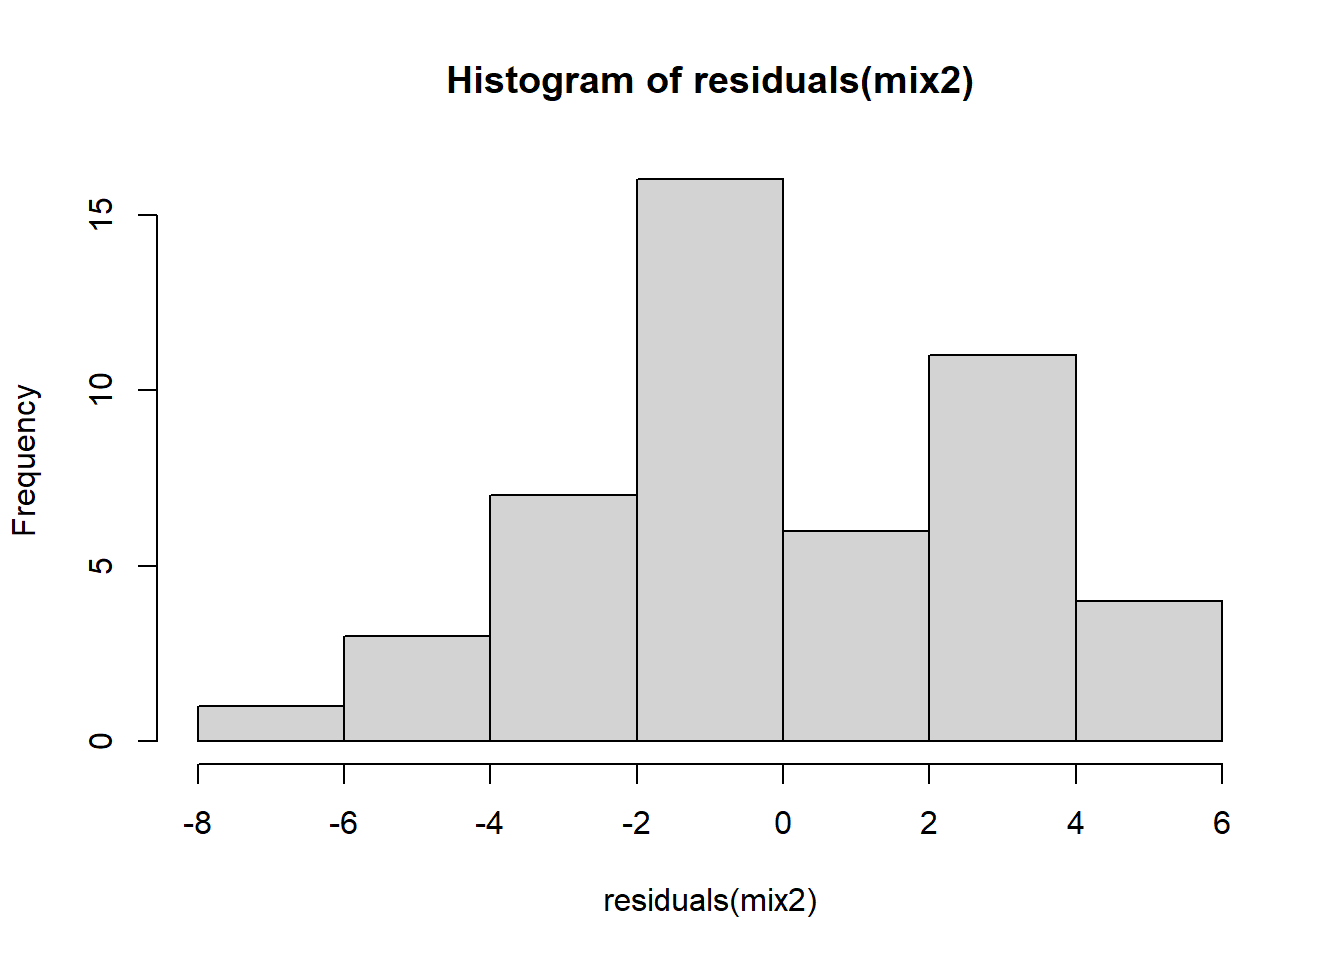 Histogram of residuals(mix2)
Frequency
15
10
5
0
-8 -6 -4 -2 0 2 4 6
residuals(mix2)